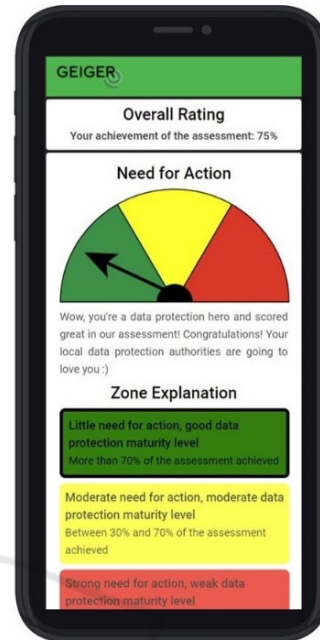 GEIGER
Overall Rating
Your achievement of the assessment: 75%
Need for Action
Wow, you're a data protection hero and scored
great in our assessment! Congratulations! Your
local data protection authorities are going to
love you :)
Zone Explanation
Little need for action, good data
protection maturity level
More than 70% of the assessment achieved
Moderate need for action, moderate data
protection maturity level
Between 30% and 70% of the assessment
achieved
Strong need for action, weak data
protection maturity level